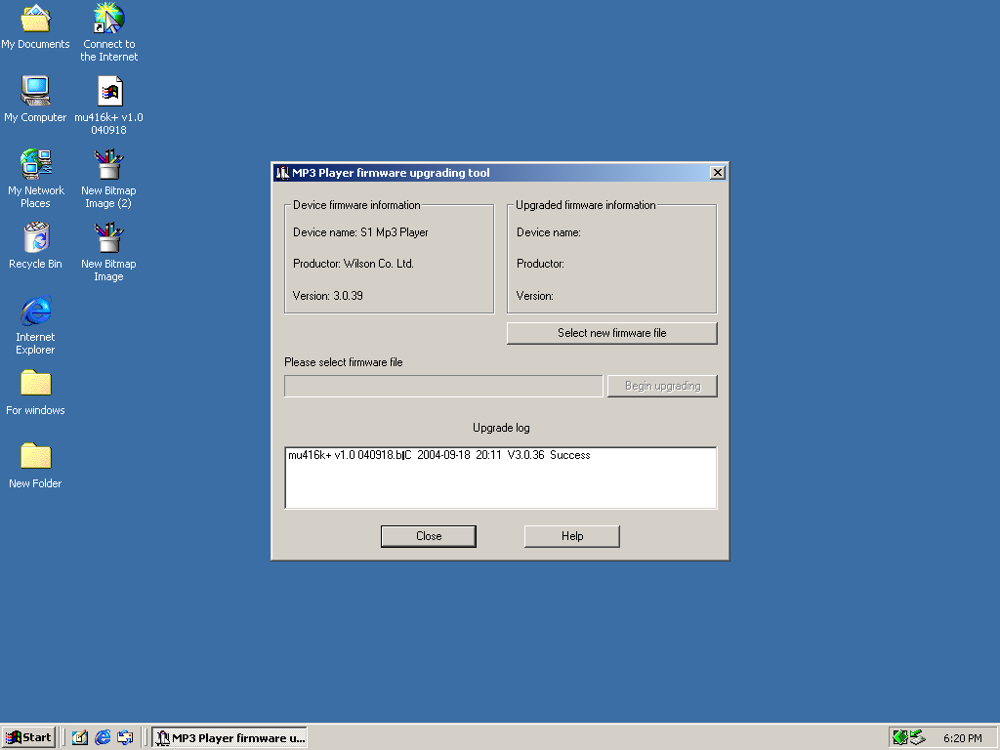 My Documents
Connect to
the Internet
My Computer
mu416k+ v1.0
040918
My Network
Places
New Bitmap
Image (2)
Recycle Bin
New Bitmap
Image
Internet
Explorer
For windows
New Folder
MP3 Player firmware upgrading tool
Device firmware information
Device name: S1 Mp3 Player
Productor: Wilson Co. Ltd.
Version: 3.0.39
Upgraded firmware information
Device name:
Productor:
Version:
Select new firmware file
Please select firmware file
Begin upgrading
Upgrade log
mu416k+ v1.0 040918.bIC 2004-09-18 20:11 V3.0.36 Success
Close
Help
Start
MP3 Player firmware u...
6:20 PM